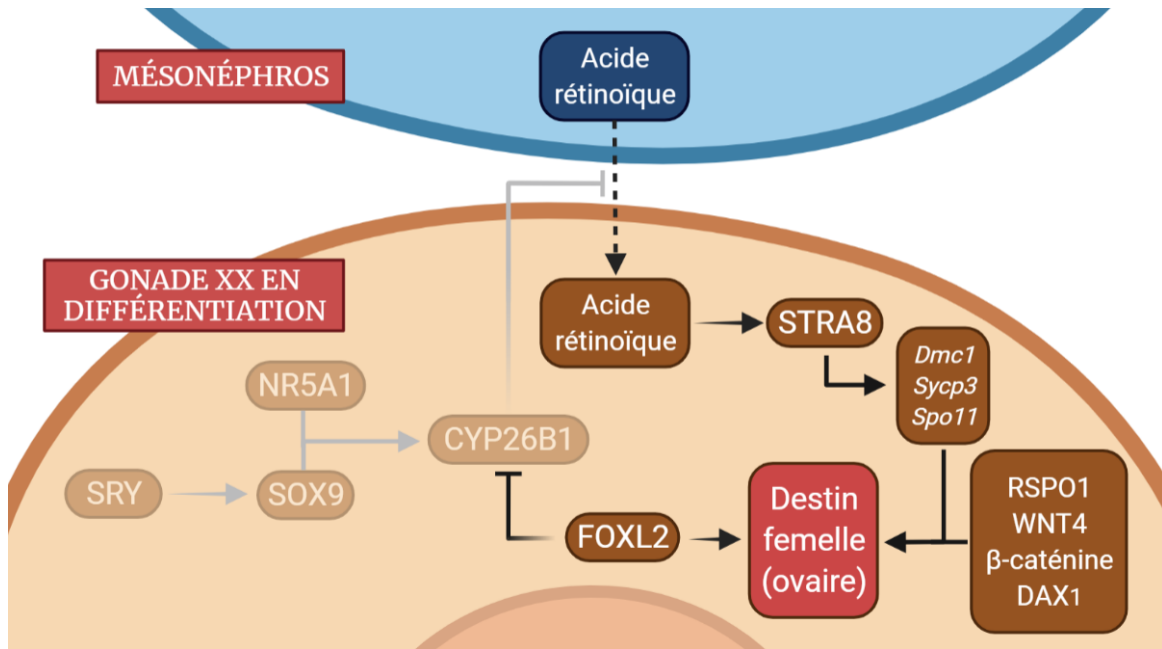 MÉSONÉPHROS
Acide
rétinoïque
GONADE XX EN
DIFFÉRENTIATION
Acide
rétinoïque
STRA8
Dmc1
Sycp3
Spo11
NR5A1
CYP26B1
SRY
SOX9
FOXL2
Destin
femelle
(ovaire)
RSPO1
WNT4
β-caténine
DAX1